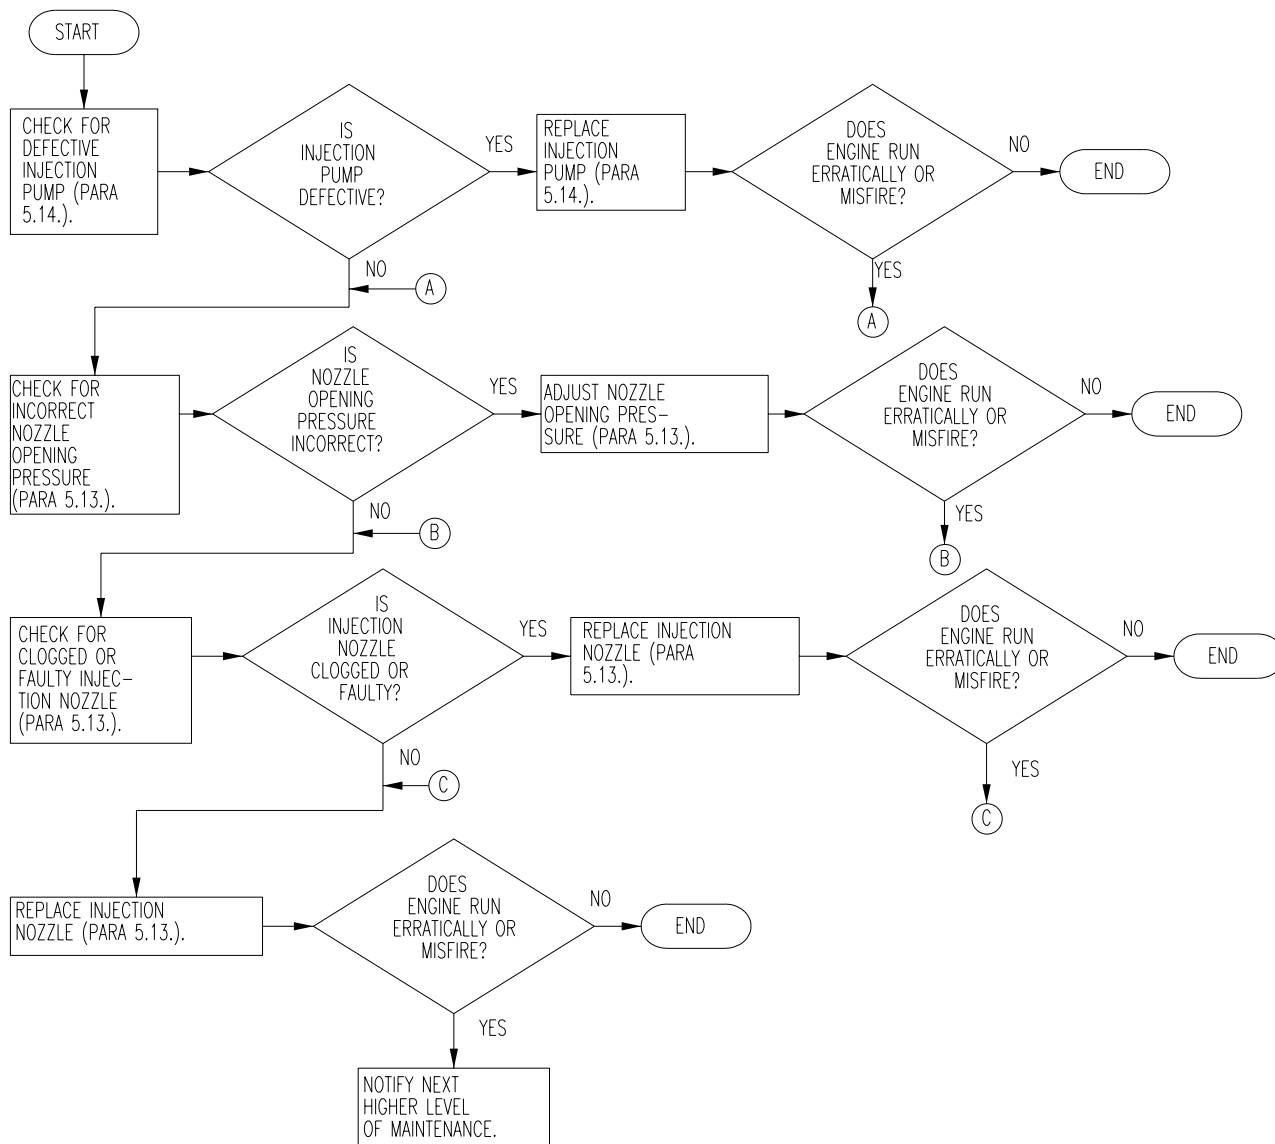 START
CHECK FOR
DEFECTIVE
INJECTION
PUMP (PARA
5.14.).
IS
INJECTION
PUMP
DEFECTIVE?
YES
REPLACE
INJECTION
PUMP (PARA
5.14.).
DOES
ENGINE RUN
ERRATICALLY OR
MISFIRE?
NO
END
NO
A
YES
A
CHECK FOR
INCORRECT
NOZZLE
OPENING
PRESSURE
(PARA 5.13.).
IS
NOZZLE
OPENING
PRESSURE
INCORRECT?
YES
ADJUST NOZZLE
OPENING PRES-
SURE (PARA 5.13.).
DOES
ENGINE RUN
ERRATICALLY OR
MISFIRE?
NO
END
NO
B
YES
B
CHECK FOR
CLOGGED OR
FAULTY INJEC-
TION NOZZLE
(PARA 5.13.).
IS
INJECTION
NOZZLE
CLOGGED OR
FAULTY?
YES
REPLACE INJECTION
NOZZLE (PARA
5.13.).
DOES
ENGINE RUN
ERRATICALLY OR
MISFIRE?
NO
END
NO
C
YES
C
REPLACE INJECTION
NOZZLE (PARA 5.13.).
DOES
ENGINE RUN
ERRATICALLY OR
MISFIRE?
NO
END
YES
NOTIFY NEXT
HIGHER LEVEL
OF MAINTENANCE.